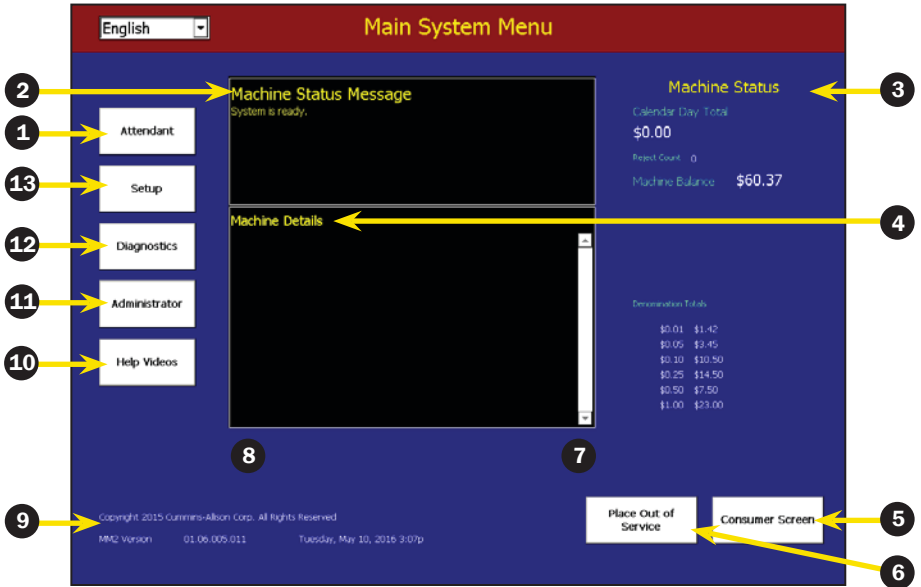 English
Main System Menu
2
Machine Status Message
System is ready.
Machine Status
3
Calendar Day Total
$0.00
Reject Count 0
Machine Balance $60.37
1
Attendant
13
Setup
Machine Details
4
12
Diagnostics
11
Administrator
10
Help Videos
Denomination Totals
$0.01 $1.42
$0.05 $3.45
$0.10 $10.50
$0.25 $14.50
$0.50 $7.50
$1.00 $23.00
8
7
9
Copyright 2015 Cummins-Allison Corp. All Rights Reserved
MM2 Version 01.06.005.011 Tuesday, May 10, 2016 3:07p
Place Out of
Service
Consumer Screen
5
6